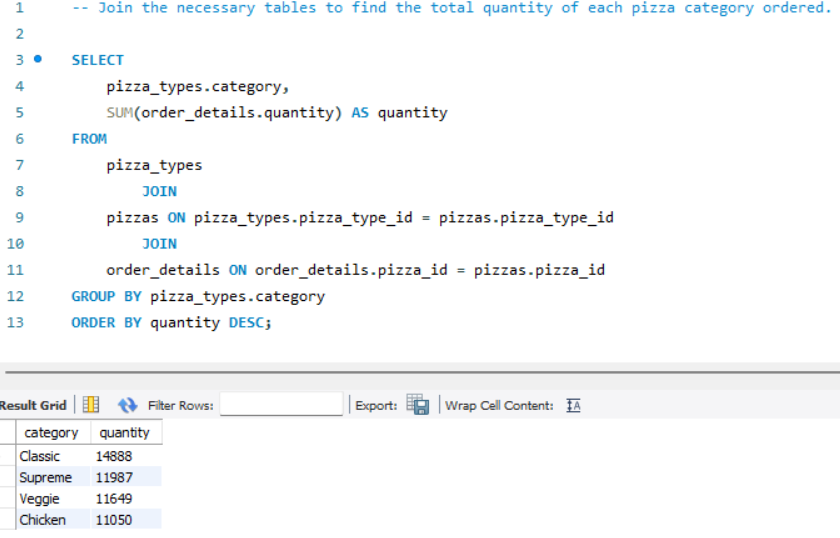 1 -- Join the necessary tables to find the total quantity of each pizza category ordered.
2
3 SELECT
4 pizza_types.category,
5 SUM(order_details.quantity) AS quantity
6 FROM
7 pizza_types
8 JOIN
9 pizzas ON pizza_types.pizza_type_id = pizzas.pizza_type_id
10 JOIN
11 order_details ON order_details.pizza_id = pizzas.pizza_id
12 GROUP BY pizza_types.category
13 ORDER BY quantity DESC;
Result Grid Filter Rows: Export: Wrap Cell Content: IA
category quantity
Classic 14888
Supreme 11987
Veggie 11649
Chicken 11050